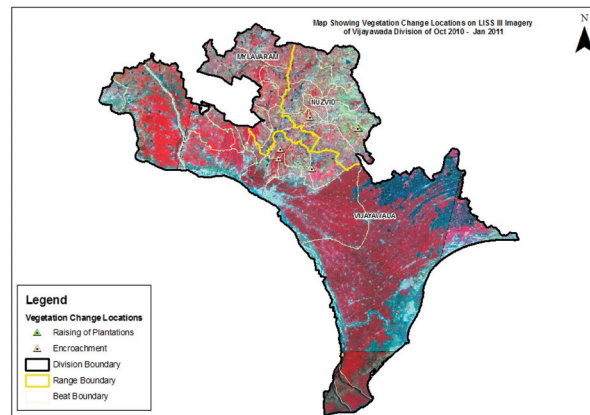 Map Showing Vegetation Change Locations on LISS III Imagery
of Vijayawada Division of Oct 2010 - Jan 2011
N
MYLAVARAM
NUZVID
VIJAYAWADA
Legend
Vegetation Change Locations
Raising of Plantations
Encroachment
Division Boundary
Range Boundary
Beat Boundary